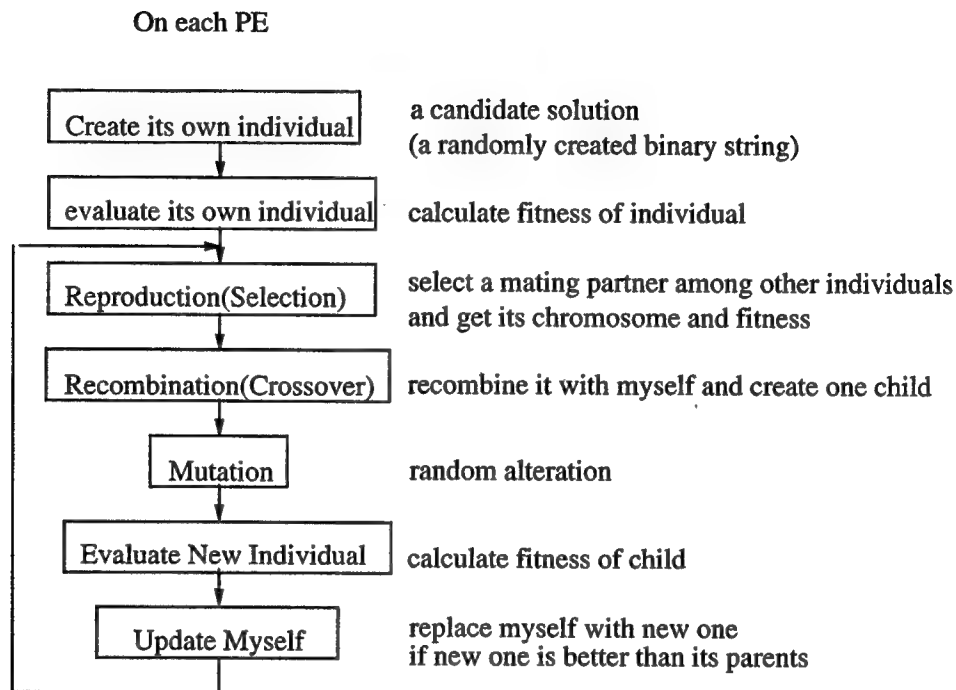 On each PE
Create its own individual
a candidate solution
(a randomly created binary string)
evaluate its own individual
calculate fitness of individual
Reproduction(Selection)
select a mating partner among other individuals
and get its chromosome and fitness
Recombination(Crossover)
recombine it with myself and create one child
Mutation
random alteration
Evaluate New Individual
calculate fitness of child
Update Myself
replace myself with new one
if new one is better than its parents